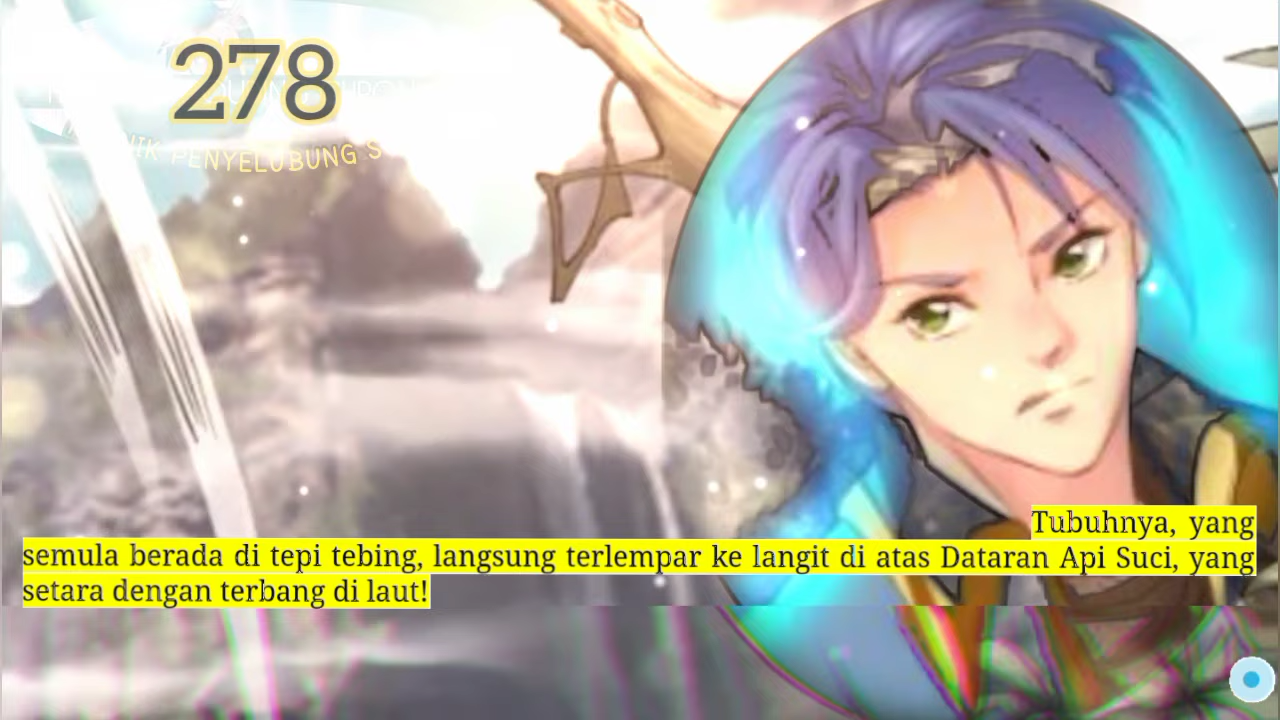 278
PENYELUBUNG S
Tubuhnya, yang
semula berada di tepi tebing, langsung terlempar ke langit di atas Dataran Api Suci, yang
setara dengan terbang di laut!